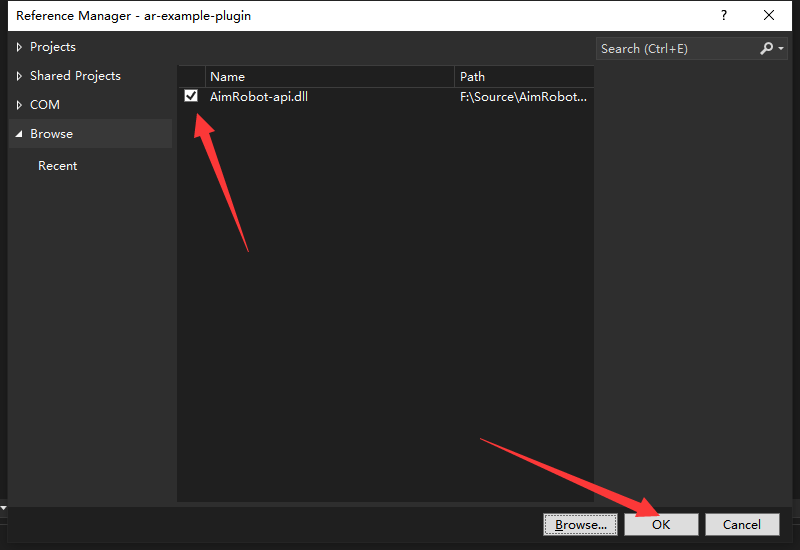 Reference Manager - ar-example-plugin
?
Projects
Shared Projects
COM
Browse
Recent
Name Path
AimRobot-api.dll F:\Source\AimRobot...
Search (Ctrl+E)
Browse... OK Cancel